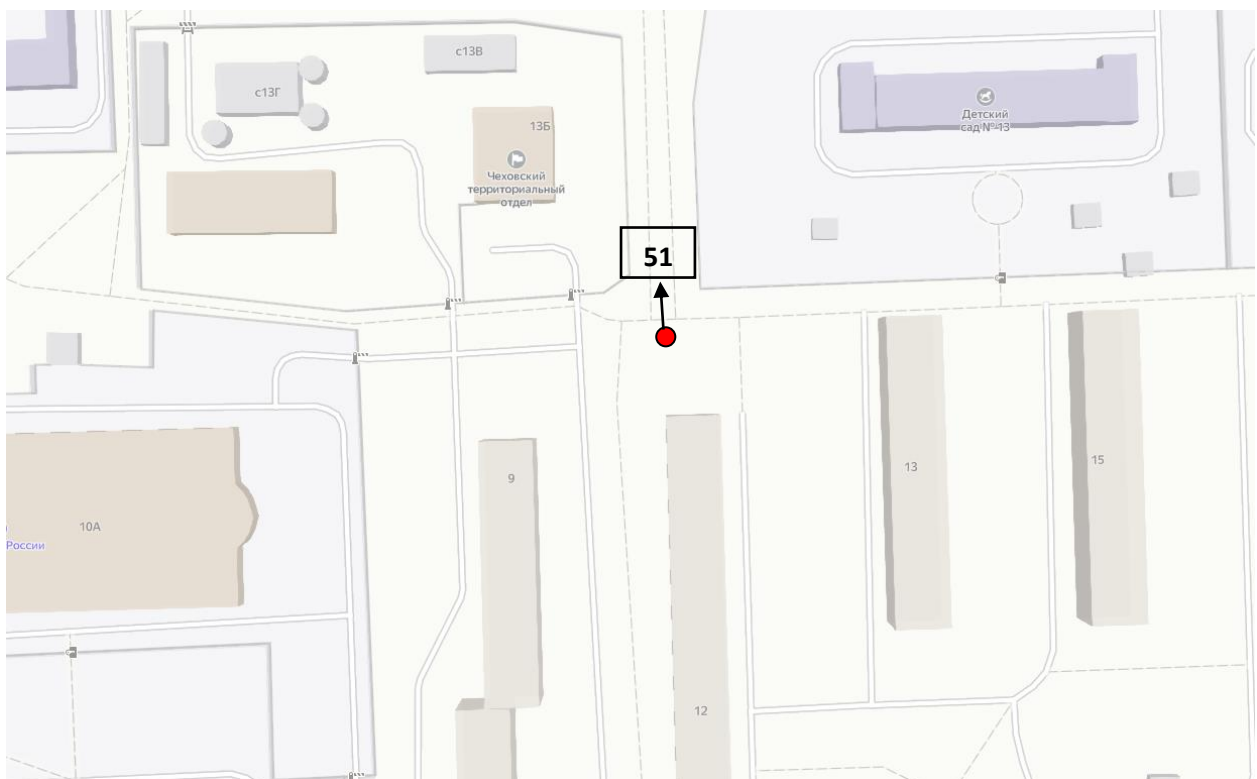 с13В
с13Г
13Б
Чеховский
территориальный
отдел
Детский
сад № 13
51
9
13
15
10А
России
12